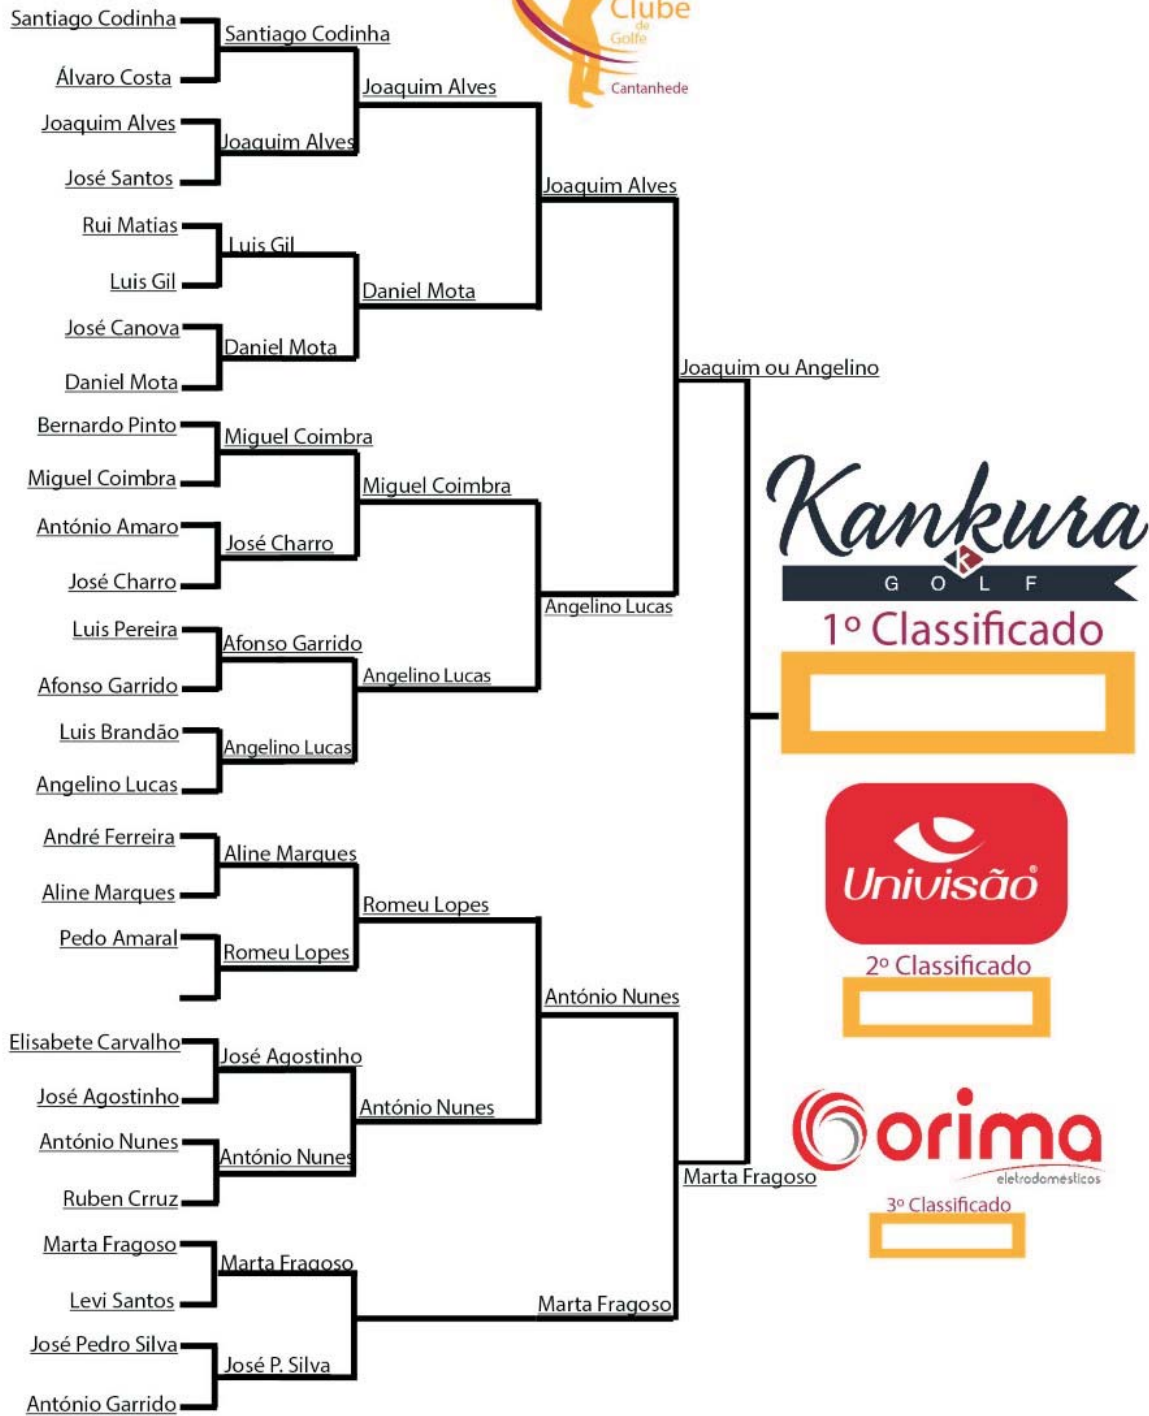 Clube
de
Golfe
Cantanhede
Santiago Codinha
Álvaro Costa
Joaquim Alves
José Santos
Rui Matias
Luis Gil
José Canova
Daniel Mota
Bernardo Pinto
Miguel Coimbra
António Amaro
José Charro
Luis Pereira
Afonso Garrido
Luis Brandão
Angelino Lucas
André Ferreira
Aline Marques
Pedo Amaral
Elisabete Carvalho
José Agostinho
António Nunes
Ruben Crruz
Marta Fragoso
Levi Santos
José Pedro Silva
António Garrido
Santiago Codinha
Joaquim Alves
Luis Gil
Daniel Mota
Miguel Coimbra
José Charro
Afonso Garrido
Angelino Lucas
Aline Marques
Romeu Lopes
José Agostinho
António Nunes
Marta Fragoso
José P. Silva
Joaquim Alves
Daniel Mota
Miguel Coimbra
Angelino Lucas
Romeu Lopes
António Nunes
Joaquim Alves
Angelino Lucas
António Nunes
Marta Fragoso
Joaquim ou Angelino
Marta Fragoso
Kankura
K
GOLF
1º Classificado
Univisão®
2º Classificado
orima
eletrodomésticos
3º Classificado